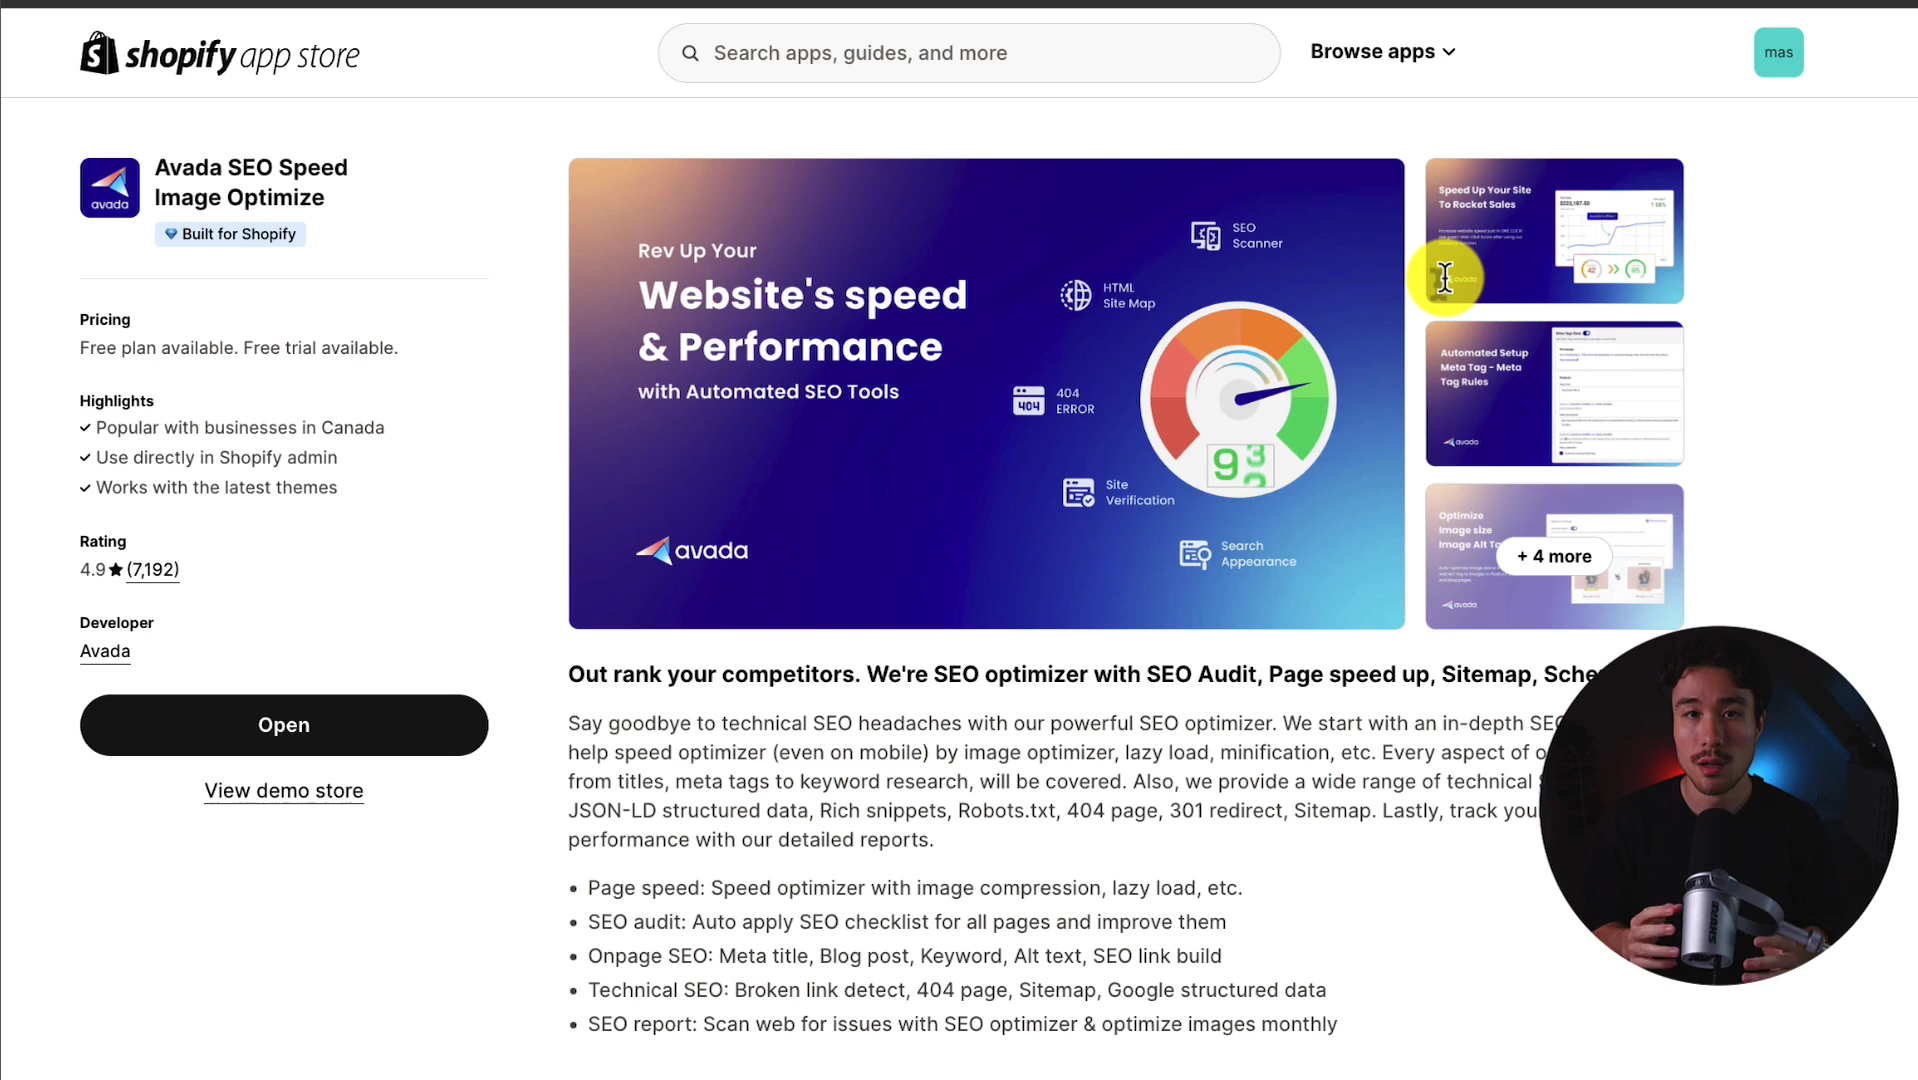 shopify app store
Search apps, guides, and more
Browse apps
mas
avada
Avada SEO Speed
Image Optimize
Built for Shopify
Pricing
Free plan available. Free trial available.
Highlights
Popular with businesses in Canada
Use directly in Shopify admin
Works with the latest themes
Rating
4.9 ★ (7,192)
Developer
Avada
Open
View demo store
Rev Up Your
Website's speed
& Performance
with Automated SEO Tools
avada
SEO
Scanner
HTML
Site Map
404
404
ERROR
Site
Verification
Search
Appearance
Speed Up Your Site
To Rocket Sales
42
95
Automated Setup
Meta Tag - Meta
Tag Rules
avada
Optimize
Image size
Image Alt
+ 4 more
avada
Out rank your competitors. We're SEO optimizer with SEO Audit, Page speed up, Sitemap,
Say goodbye to technical SEO headaches with our powerful SEO optimizer. We start with an in-depth
help speed optimizer (even on mobile) by image optimizer, lazy load, minification, etc. Every aspect of
from titles, meta tags to keyword research, will be covered. Also, we provide a wide range of technical
JSON-LD structured data, Rich snippets, Robots.txt, 404 page, 301 redirect, Sitemap. Lastly, track
performance with our detailed reports.
• Page speed: Speed optimizer with image compression, lazy load, etc.
• SEO audit: Auto apply SEO checklist for all pages and improve them
• Onpage SEO: Meta title, Blog post, Keyword, Alt text, SEO link build
• Technical SEO: Broken link detect, 404 page, Sitemap, Google structured data
• SEO report: Scan web for issues with SEO optimizer & optimize images monthly
SHURE